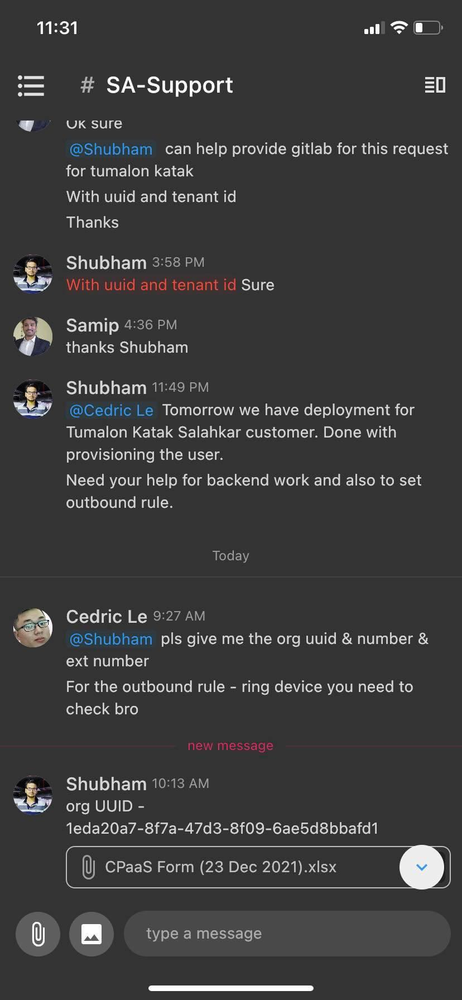 11:31
# SA-Support
Ok sure
@Shubham can help provide gitlab for this request
for tumalon katak
With uuid and tenant id
Thanks
Shubham 3:58 PM
With uuid and tenant id Sure
Samip 4:36 PM
thanks Shubham
Shubham 11:49 PM
@Cedric Le Tomorrow we have deployment for
Tumalon Katak Salahkar customer. Done with
provisioning the user.
Need your help for backend work and also to set
outbound rule.
Today
Cedric Le 9:27 AM
@Shubham pls give me the org uuid & number &
ext number
For the outbound rule - ring device you need to
check bro
new message
Shubham 10:13 AM
org UUID -
1eda20a7-8f7a-47d3-8f09-6ae5d8bbafd1
CPaaS Form (23 Dec 2021).xlsx
type a message